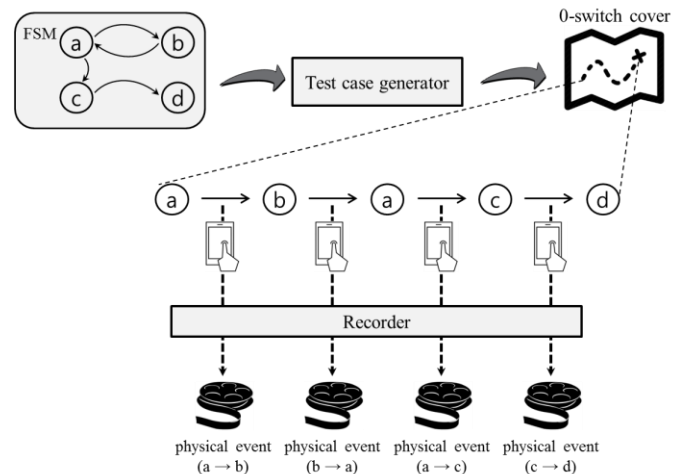 0-switch cover
FSM
a
b
c
d
Test case generator
a
b
a
c
d
Recorder
physical event
(a → b)
physical event
(b → a)
physical event
(a → c)
physical event
(c → d)